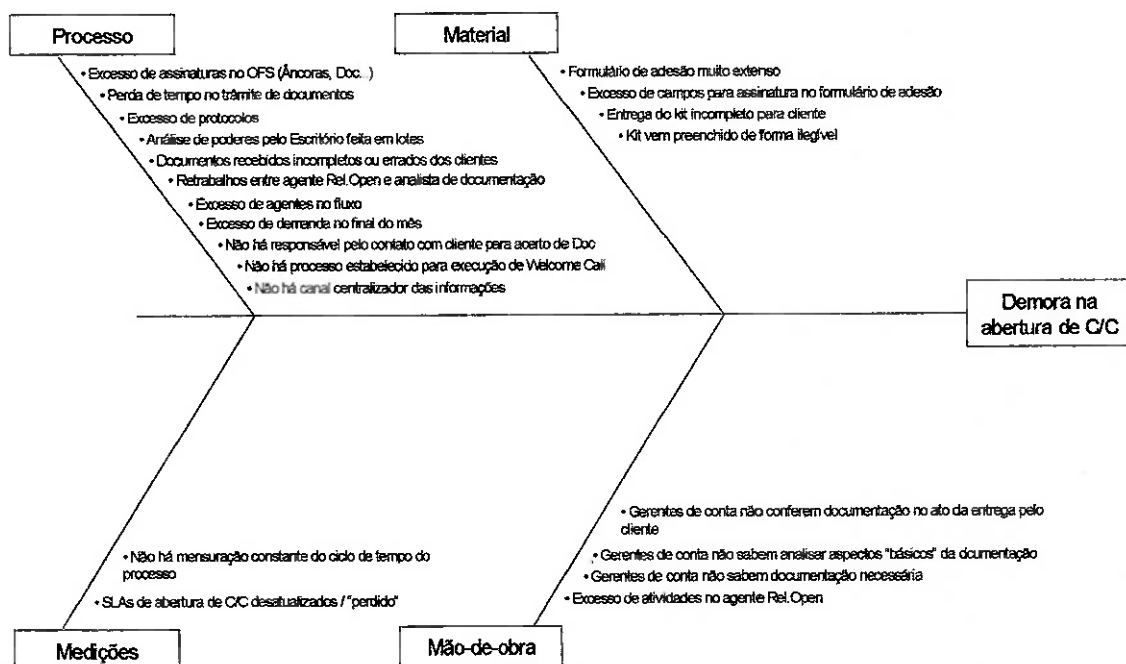 Processo
• Excesso de assinaturas no OFS (Âncoras, Doc...)
• Perda de tempo no trâmite de documentos
• Excesso de protocolos
• Análise de poderes pelo Escritório feita em lotes
• Documentos recebidos incompletos ou errados dos clientes
• Retrabalhos entre agente Rel.Open e analista de documentação
• Excesso de agentes no fluxo
• Excesso de demanda no final do mês
• Não há responsável pelo contato com cliente para acerto de Doc
• Não há processo estabelecido para execução de Welcome Call
• Não há canal centralizador das informações
Material
• Formulário de adesão muito extenso
• Excesso de campos para assinatura no formulário de adesão
• Entrega do kit incompleto para cliente
• Kit vem preenchido de forma ilegível
Demora na
abertura de C/C
• Não há mensuração constante do ciclo de tempo do
processo
• SLAs de abertura de C/C desatualizados / "perdido"
Medições
• Gerentes de conta não conferem documentação no ato da entrega pelo
cliente
• Gerentes de conta não sabem analisar aspectos "básicos" da dcumentação
• Gerentes de conta não sabem documentação necessária
• Excesso de atividades no agente Rel.Open
Mão-de-obra